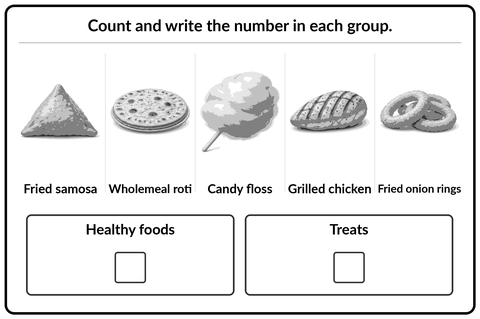 Count and write the number in each group.
Fried samosa
Wholemeal roti
Candy floss
Grilled chicken
Fried onion rings
Healthy foods
Treats